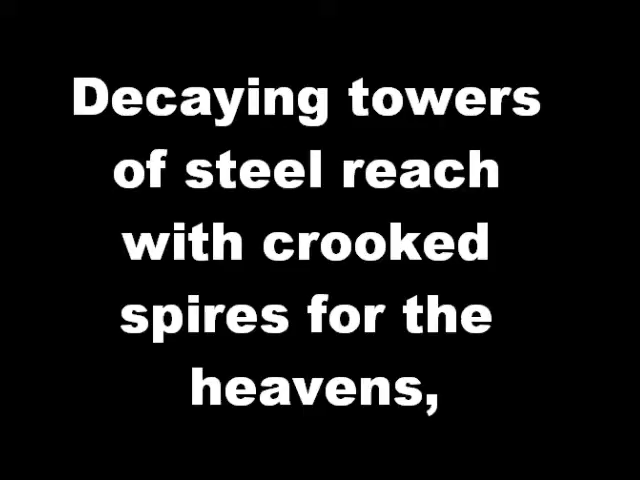 Decaying towers
of steel reach
with crooked
spires for the
heavens,